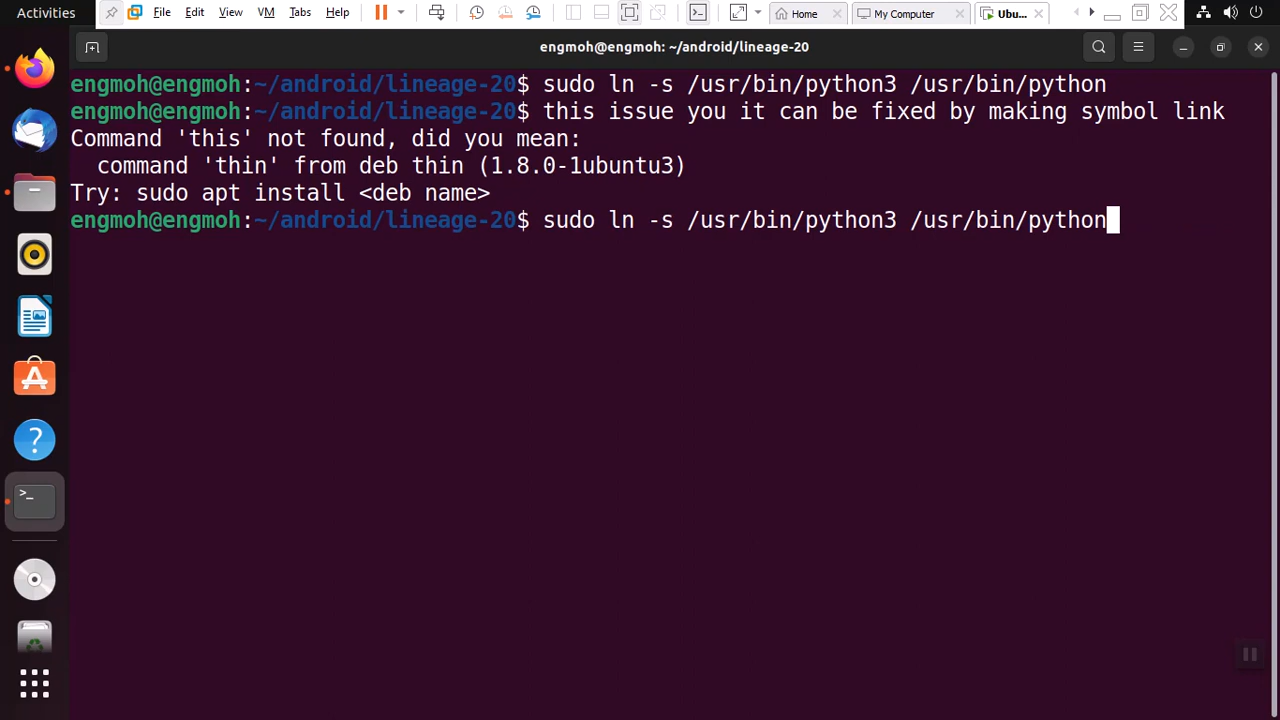 Activities
File Edit View VM Tabs Help
Home
My Computer
Ubu...
engmoh@engmoh: ~/android/lineage-20
engmoh@engmoh:~/android/lineage-20$ sudo ln -s /usr/bin/python3 /usr/bin/python
engmoh@engmoh:~/android/lineage-20$ this issue you it can be fixed by making symbol link
Command 'this' not found, did you mean:
command 'thin' from deb thin (1.8.0-1ubuntu3)
Try: sudo apt install <deb name>
engmoh@engmoh:~/android/lineage-20$ sudo ln -s /usr/bin/python3 /usr/bin/python